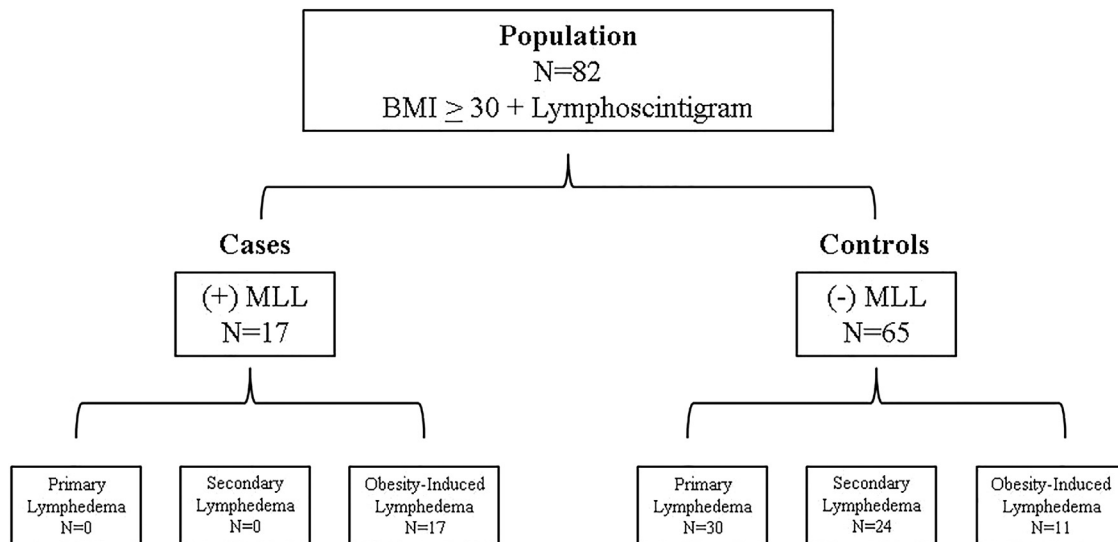 Population
N=82
BMI ≥ 30 + Lymphoscintigram
Cases
Controls
(+) MLL
N=17
(-) MLL
N=65
Primary
Lymphedema
N=0
Secondary
Lymphedema
N=0
Obesity-Induced
Lymphedema
N=17
Primary
Lymphedema
N=30
Secondary
Lymphedema
N=24
Obesity-Induced
Lymphedema
N=11